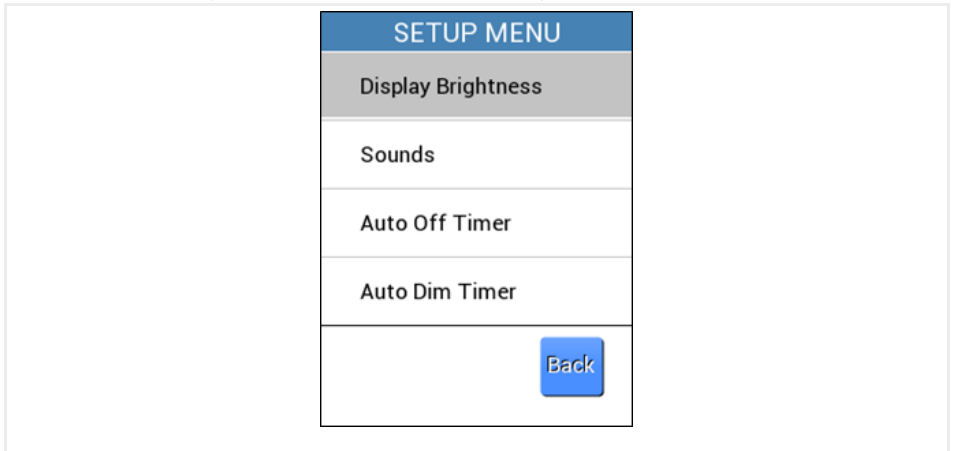 SETUP MENU
Display Brightness
Sounds
Auto Off Timer
Auto Dim Timer
Back